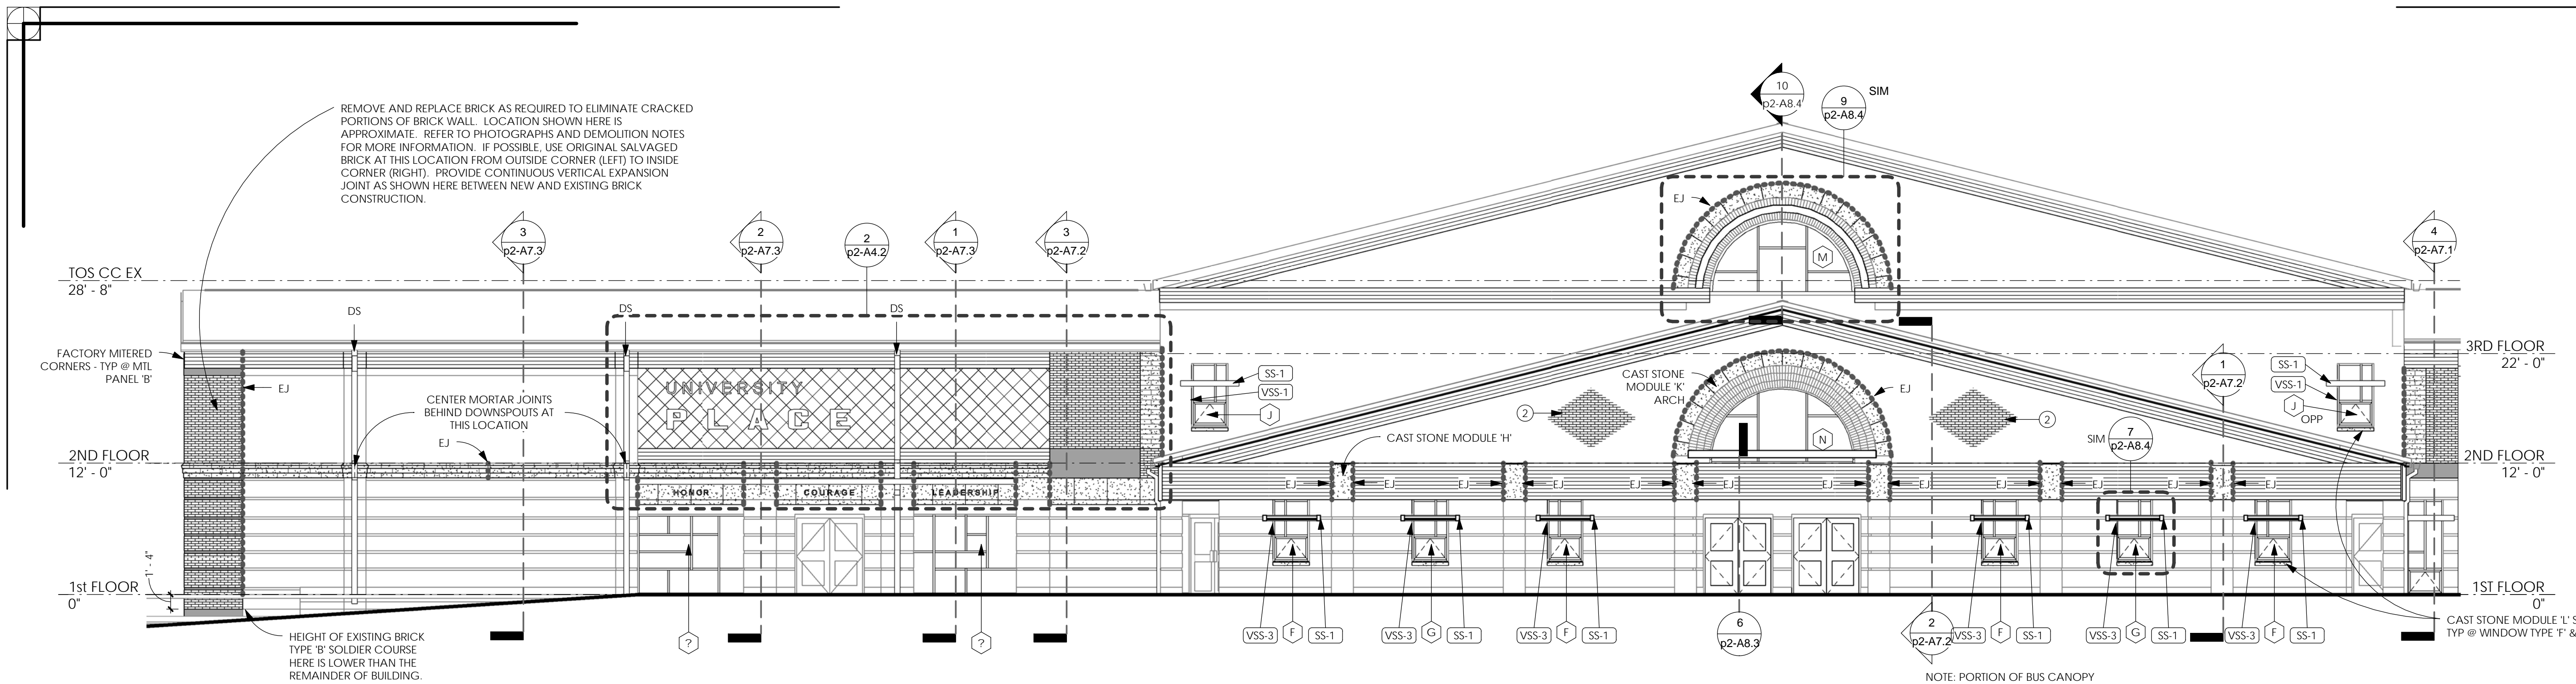 REMOVE AND REPLACE BRICK AS REQUIRED TO ELIMINATE CRACKED
PORTIONS OF BRICK WALL.  LOCATION SHOWN HERE IS
APPROXIMATE.  REFER TO PHOTOGRAPHS AND DEMOLITION NOTES
FOR MORE INFORMATION.  IF POSSIBLE, USE ORIGINAL SALVAGED
BRICK AT THIS LOCATION FROM OUTSIDE CORNER (LEFT) TO INSIDE
CORNER (RIGHT).  PROVIDE CONTINUOUS VERTICAL EXPANSION
JOINT AS SHOWN HERE BETWEEN NEW AND EXISTING BRICK
CONSTRUCTION.
10
p2-A8.4
9
p2-A8.4
SIM
3
p2-A7.3
2
p2-A7.3
2
p2-A4.2
1
p2-A7.3
3
p2-A7.2
4
p2-A7.1
EJ
M
TOS CC EX
28' - 8"
DS
DS
DS
FACTORY MITERED
CORNERS - TYP @ MTL
PANEL 'B'
EJ
CENTER MORTAR JOINTS
BEHIND DOWNSPOUTS AT
THIS LOCATION
EJ
UNIVERSITY
PLACE
SS-1
VSS-1
J
CAST STONE
MODULE 'K'
ARCH
EJ
N
2
2
CAST STONE MODULE 'H'
1
p2-A7.2
SIM
7
p2-A8.4
SS-1
VSS-1
J
OPP
3RD FLOOR
22' - 0"
2ND FLOOR
12' - 0"
2ND FLOOR
12' - 0"
HONOR
COURAGE
LEADERSHIP
EJ
EJ
EJ
EJ
EJ
EJ
EJ
EJ
EJ
EJ
EJ
EJ
1' - 4"
1st FLOOR
0"
1ST FLOOR
0"
HEIGHT OF EXISTING BRICK
TYPE 'B' SOLDIER COURSE
HERE IS LOWER THAN THE
REMAINDER OF BUILDING.
?
?
VSS-3
F
SS-1
VSS-3
G
SS-1
VSS-3
F
SS-1
6
p2-A8.3
2
p2-A7.2
VSS-3
F
SS-1
VSS-3
G
SS-1
VSS-3
F
SS-1
CAST STONE MODULE 'L' S
TYP @ WINDOW TYPE 'F' &
NOTE: PORTION OF BUS CANOPY